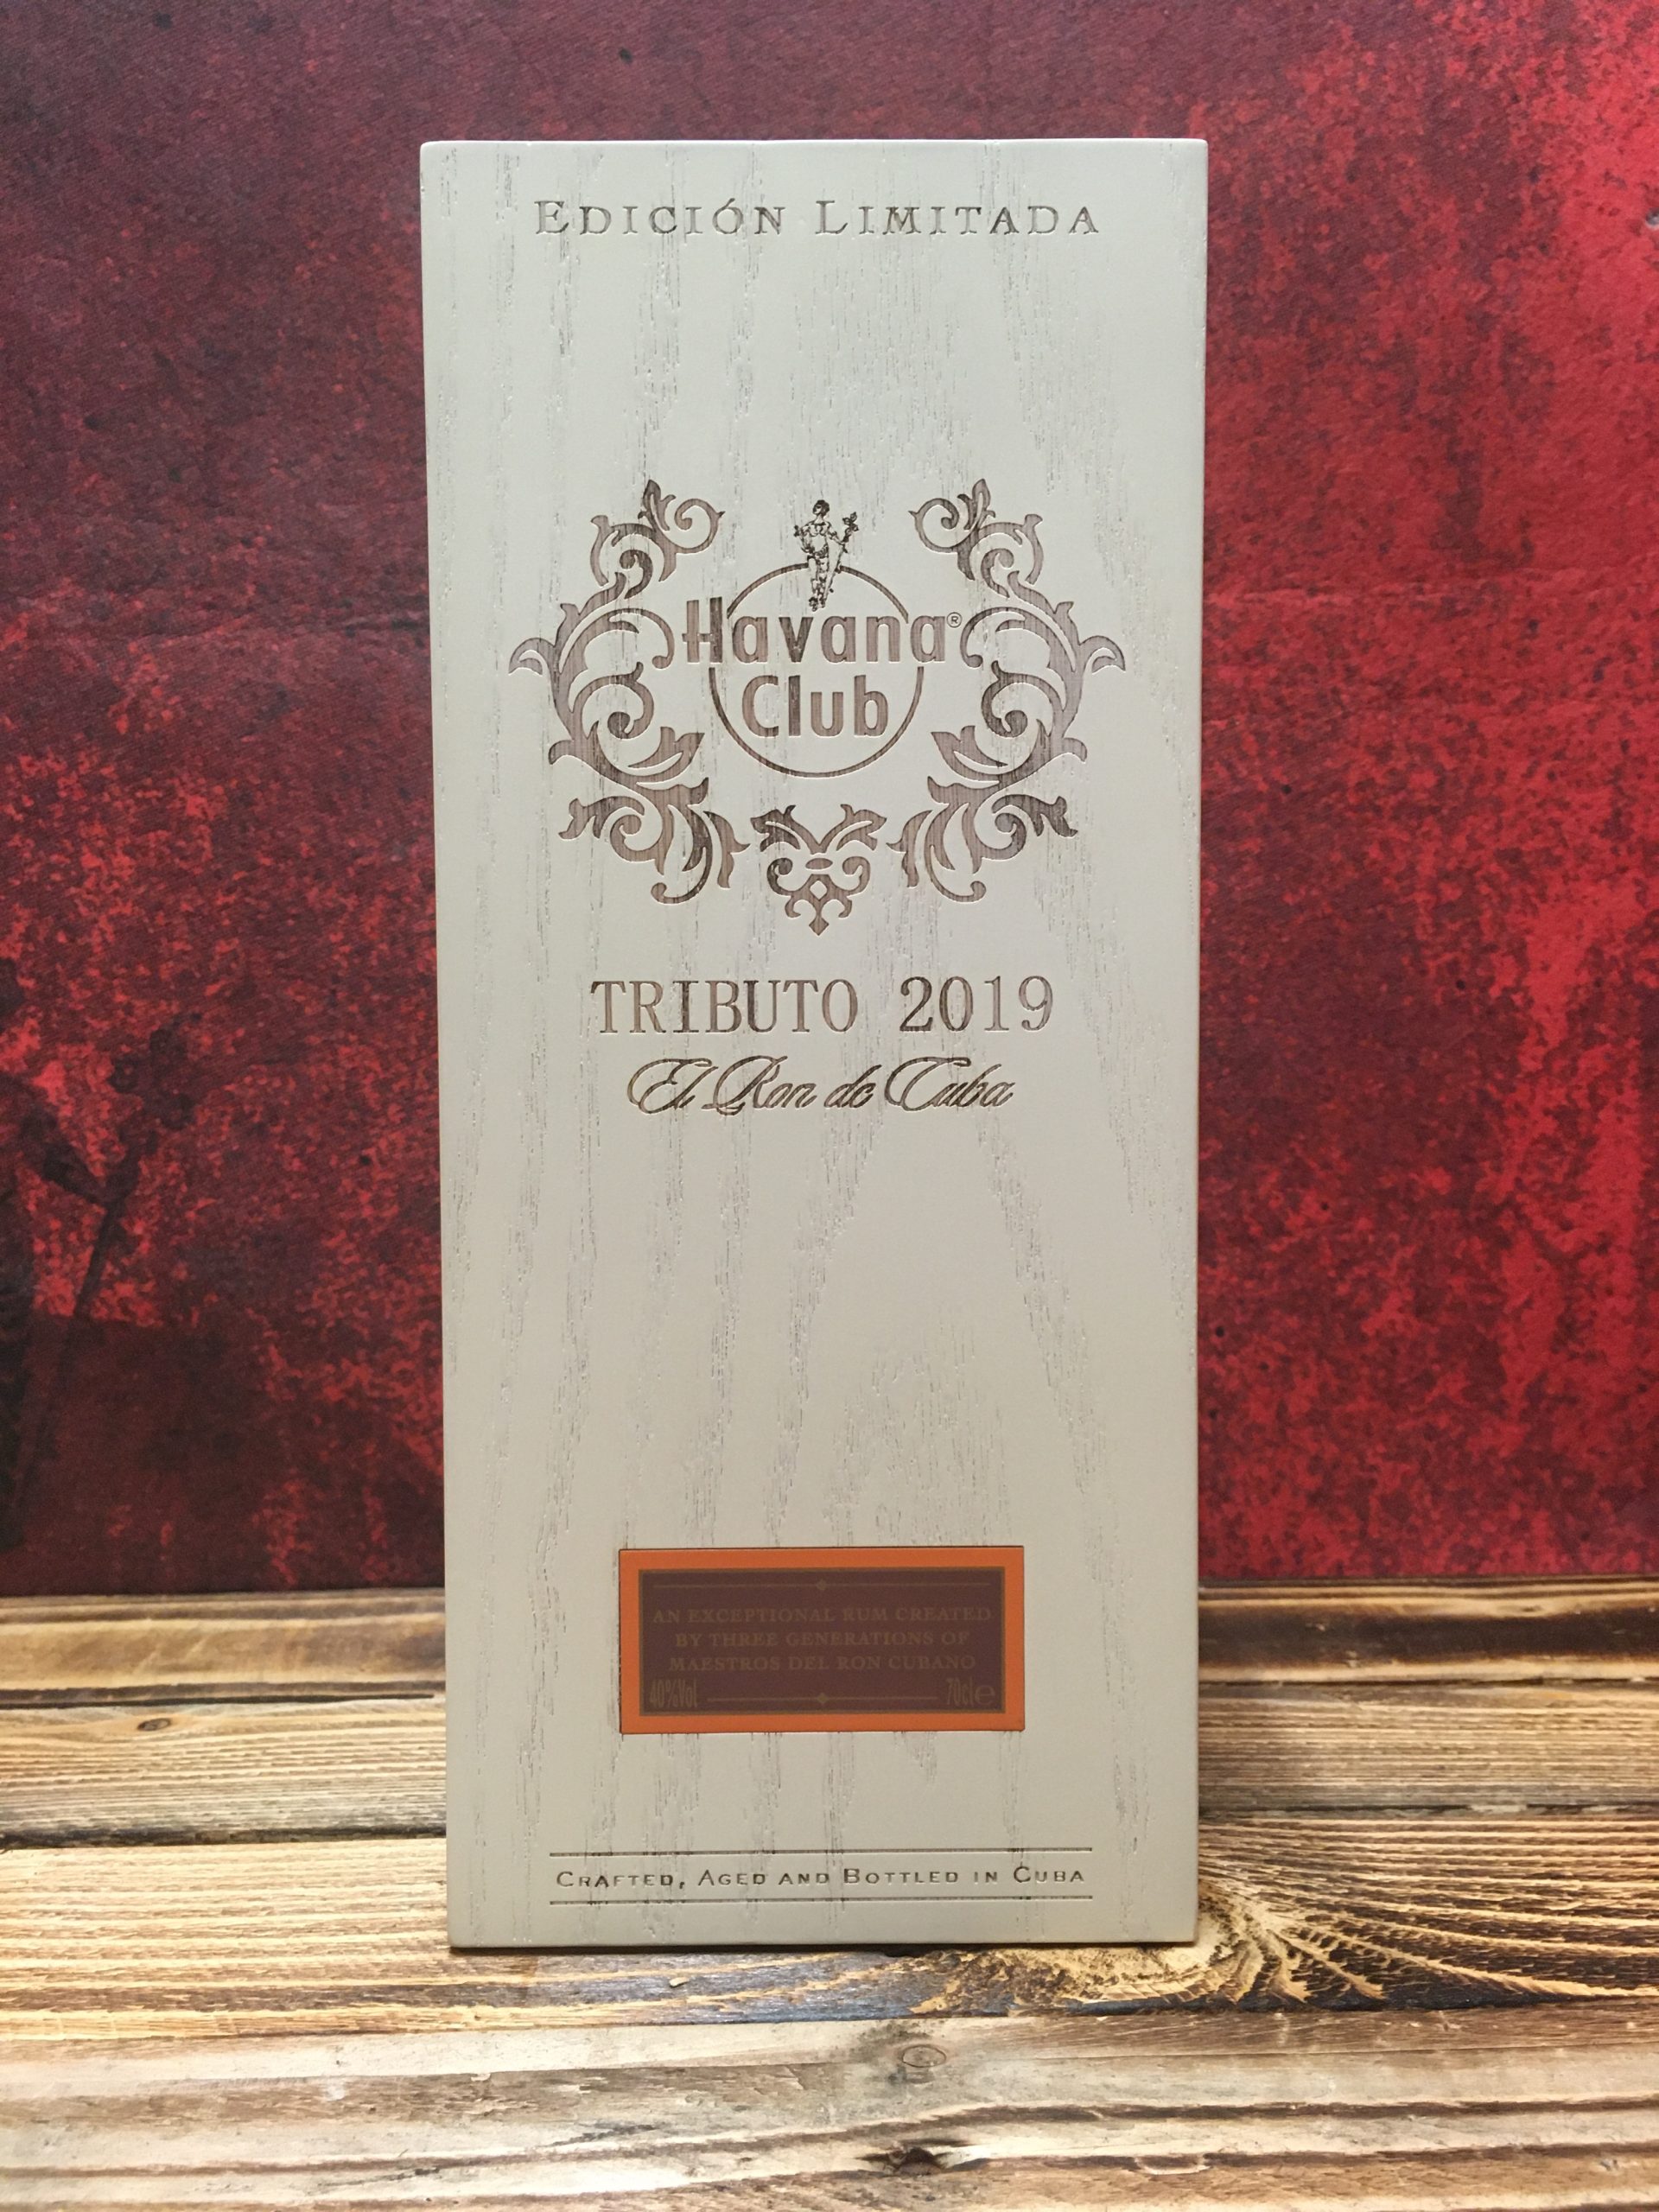 EDICIÓN LIMITADA
Havana®
Club
TRIBUTO 2019
El Ron de Cuba
AN EXCEPTIONAL RUM CREATED
BY THREE GENERATIONS OF
MAESTROS DEL RON CUBANO
40%Vol. 70cl℮
CRAFTED, AGED AND BOTTLED IN CUBA